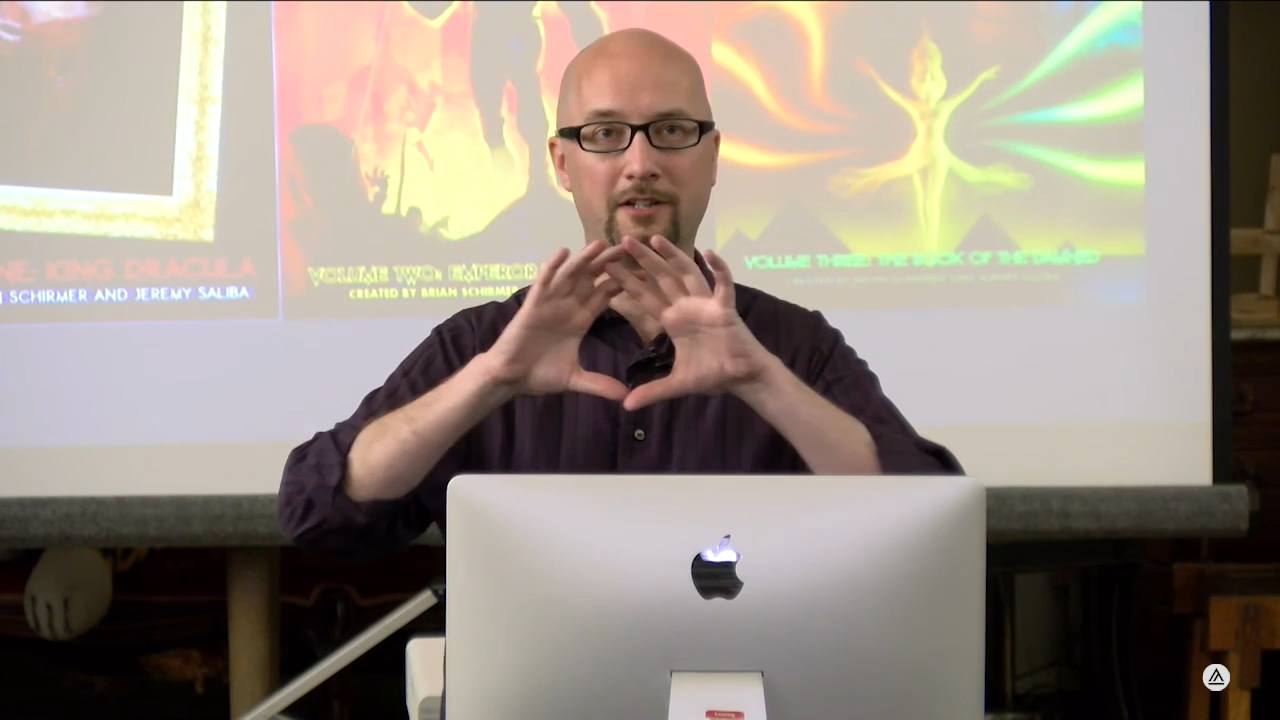 NE: KING DRACULA
SCHIRMER AND JEREMY SALIBA
VOLUME TWO: EMPEROR
CREATED BY BRIAN SCHIRMER
VOLUME THREE: THE BOOK OF THE DAMNED